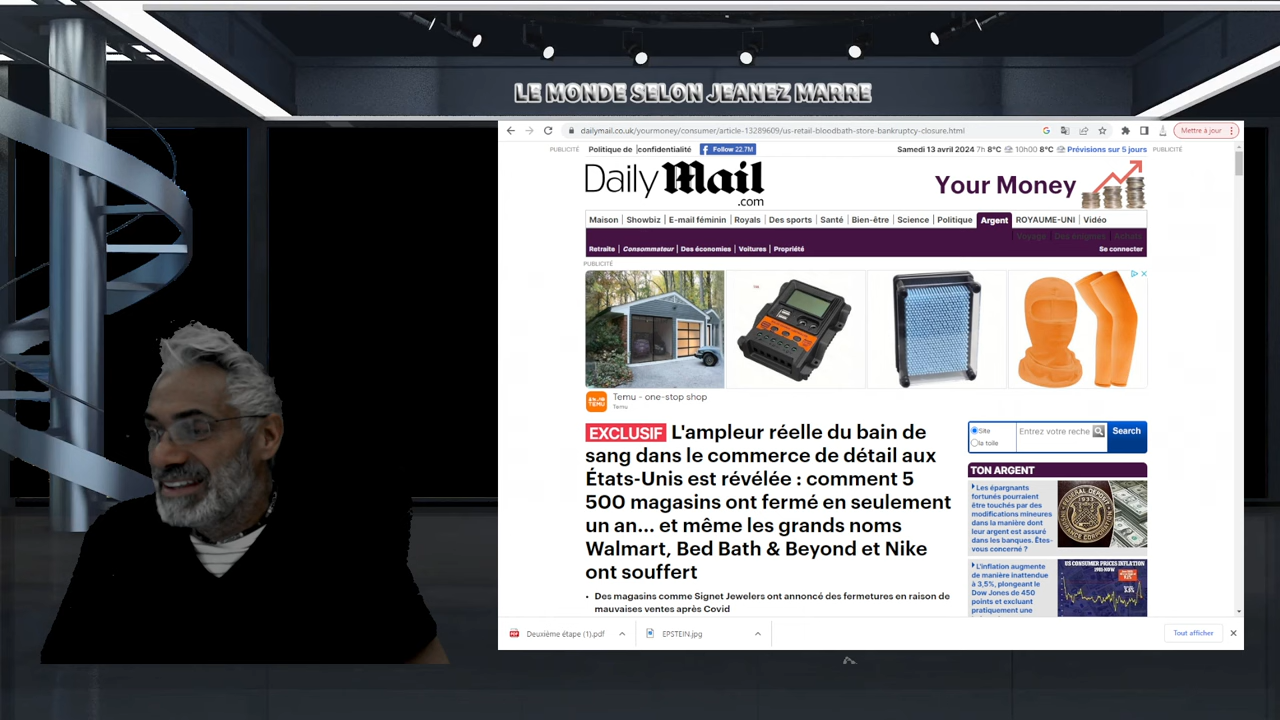 LE MONDE SELON JEANEZ MARRE
dailymail.co.uk/yourmoney/consumer/article-13289609/us-retail-bloodbath-store-bankruptcy-closure.html
Mettre à jour
PUBLICITÉ
Politique de confidentialité
Follow 22.7M
Samedi 13 avril 2024 7h 8°C 10h00 8°C Prévisions sur 5 jours
PUBLICITÉ
Daily Mail
.com
Your Money
Maison | Showbiz | E-mail féminin | Royals | Des sports | Santé | Bien-être | Science | Politique | Argent | ROYAUME-UNI | Vidéo
Voyage | Des énigmes | Achats
Retraite | Consommateur | Des économies | Voitures | Propriété
Se connecter
PUBLICITÉ
Temu - one-stop shop
Temu
EXCLUSIF L'ampleur réelle du bain de
sang dans le commerce de détail aux
États-Unis est révélée : comment 5
500 magasins ont fermé en seulement
un an... et même les grands noms
Walmart, Bed Bath & Beyond et Nike
ont souffert
• Des magasins comme Signet Jewelers ont annoncé des fermetures en raison de
mauvaises ventes après Covid
Site
la toile
Entrez votre reche
Search
TON ARGENT
Les épargnants
fortunés pourraient
être touchés par des
modifications mineures
dans la manière dont
leur argent est assuré
dans les banques. Êtes-
vous concerné ?
L'inflation augmente
de manière inattendue
à 3,5%, plongeant le
Dow Jones de 450
points et excluant
pratiquement une
US CONSUMER PRICES INFLATION
Deuxième étape (1).pdf
EPSTEIN.jpg
Tout afficher